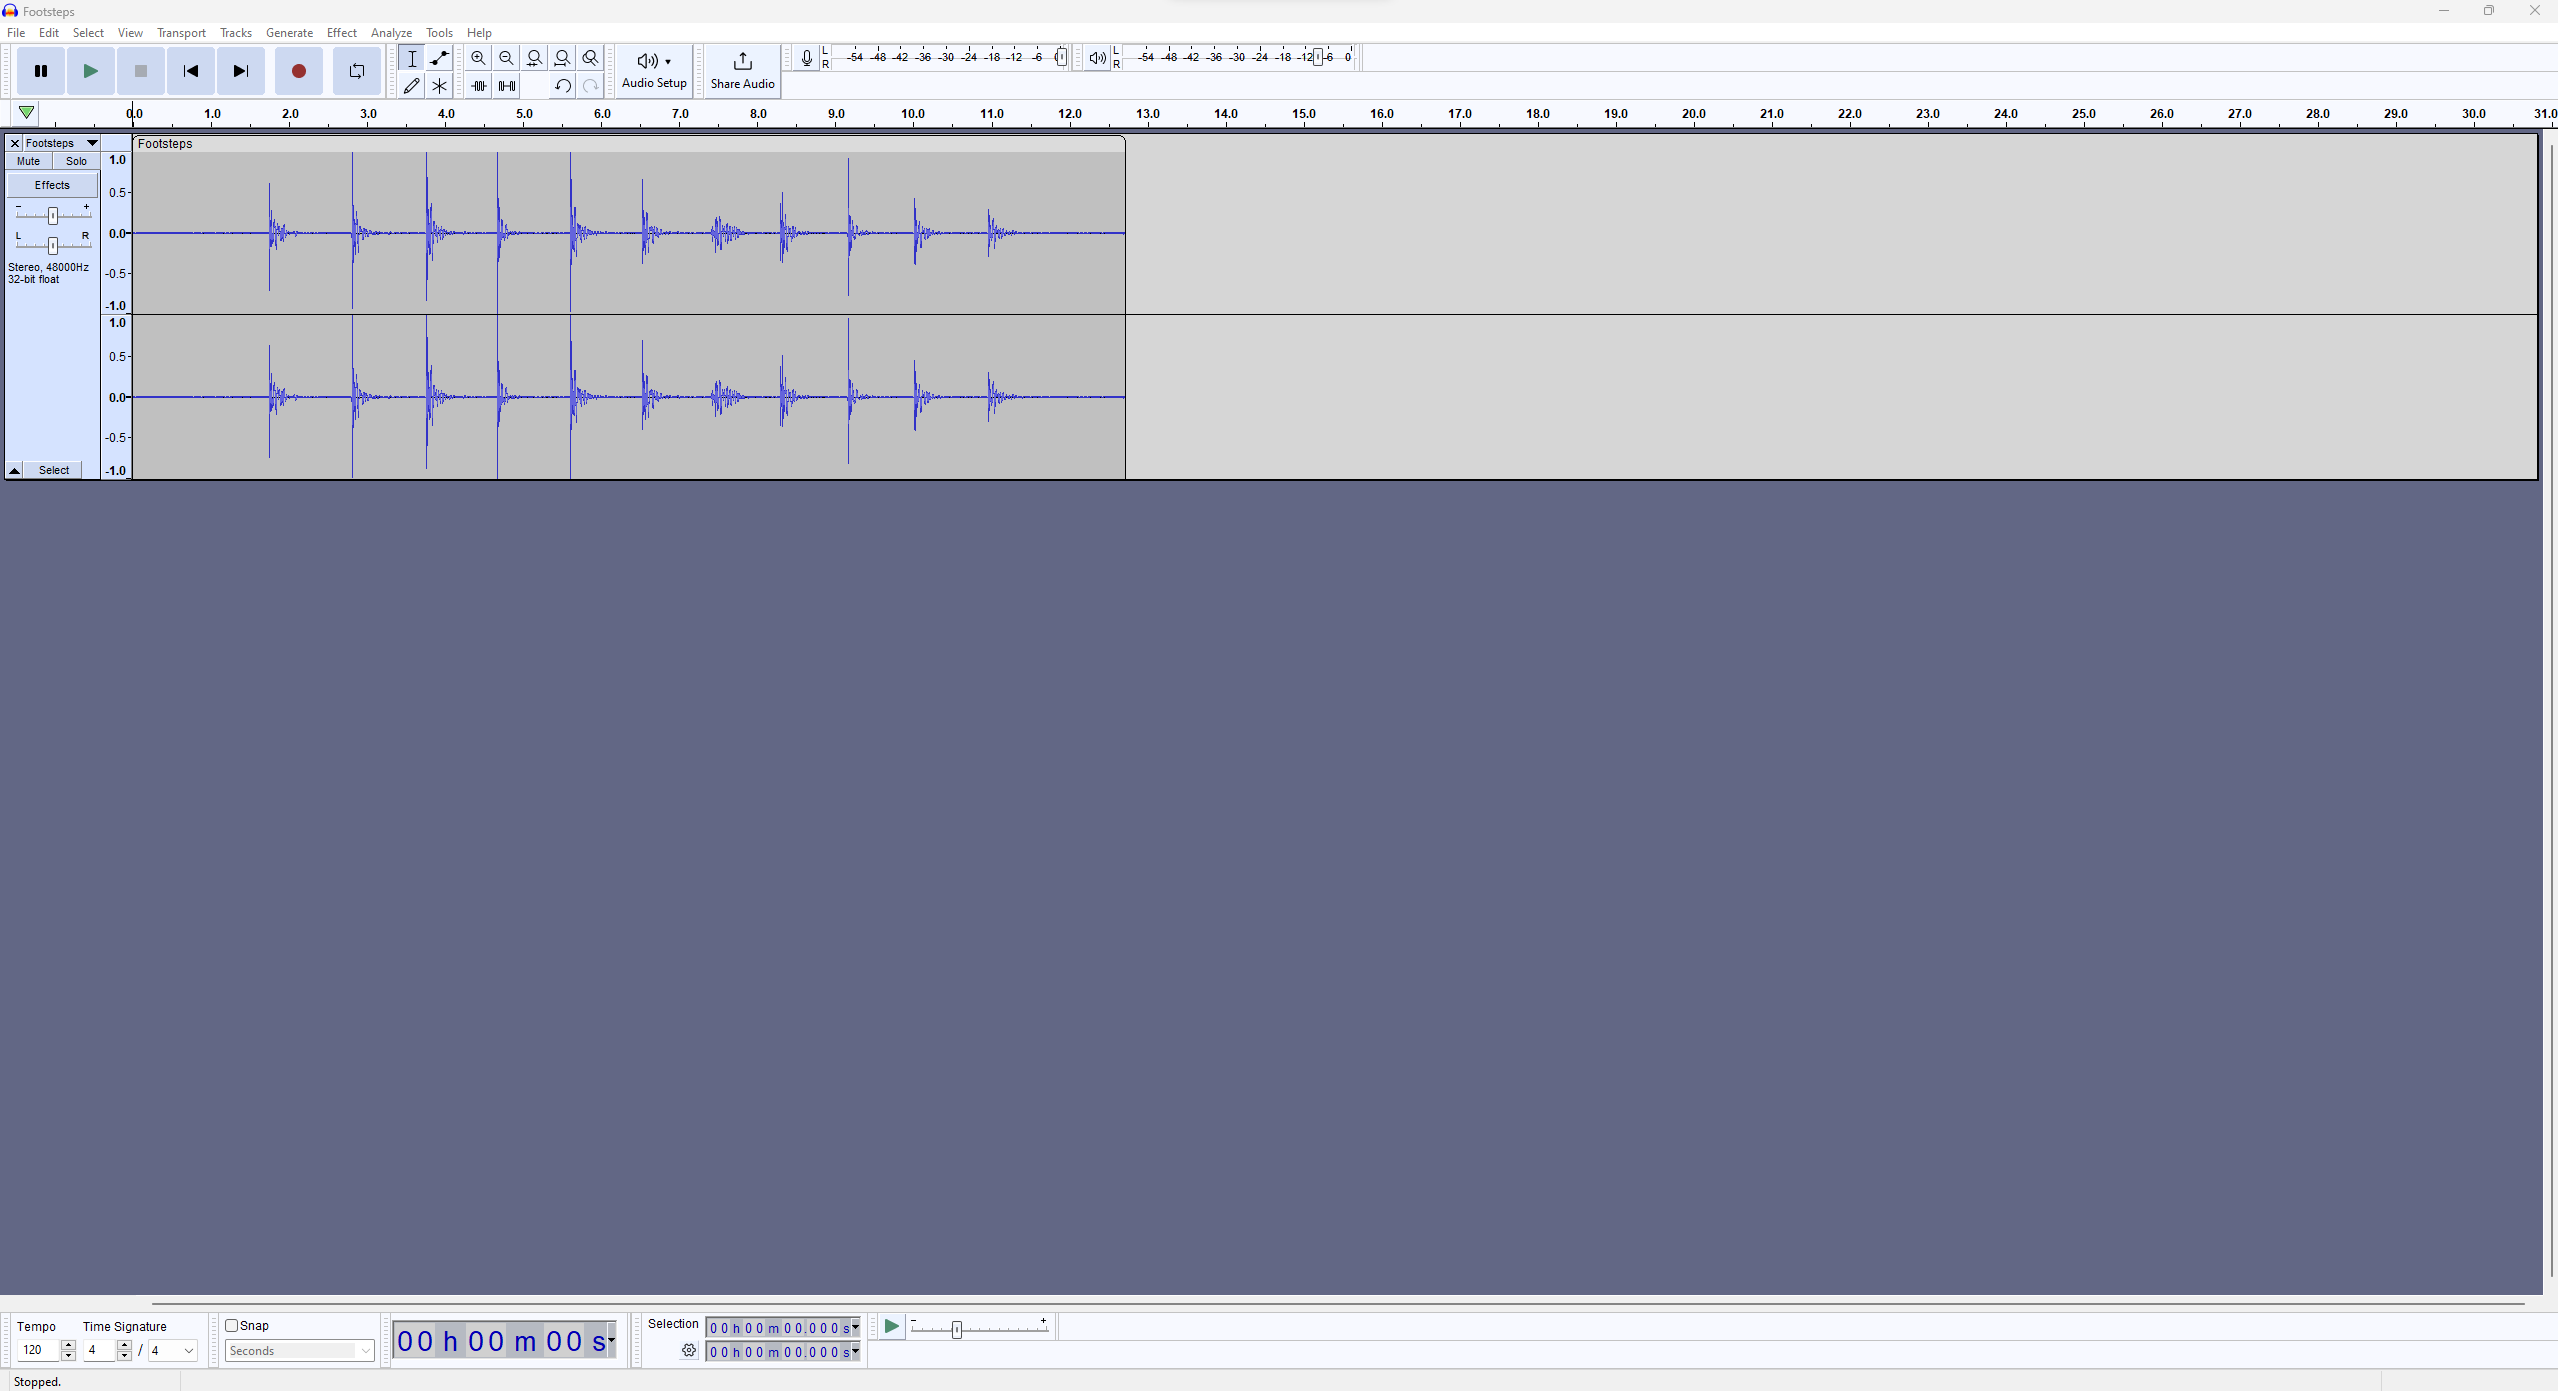 Footsteps
File Edit Select View Transport Tracks Generate Effect Analyze Tools Help
L -54 -48 -42 -36 -30 -24 -18 -12 -6 0 L -54 -48 -42 -36 -30 -24 -18 -12 -6 0
R R
Audio Setup Share Audio
0.0 1.0 2.0 3.0 4.0 5.0 6.0 7.0 8.0 9.0 10.0 11.0 12.0 13.0 14.0 15.0 16.0 17.0 18.0 19.0 20.0 21.0 22.0 23.0 24.0 25.0 26.0 27.0 28.0 29.0 30.0 31.0
Footsteps Footsteps
Mute Solo 1.0
Effects 0.5
- +
L R 0.0
Stereo, 48000Hz -0.5
32-bit float
-1.0
1.0
0.5
0.0
-0.5
Select -1.0
Tempo Time Signature Snap
120 4 / 4 Seconds
00 h 00 m 00 s
Selection 00 h 00 m 00.000 s
00 h 00 m 00.000 s
- +
Stopped.